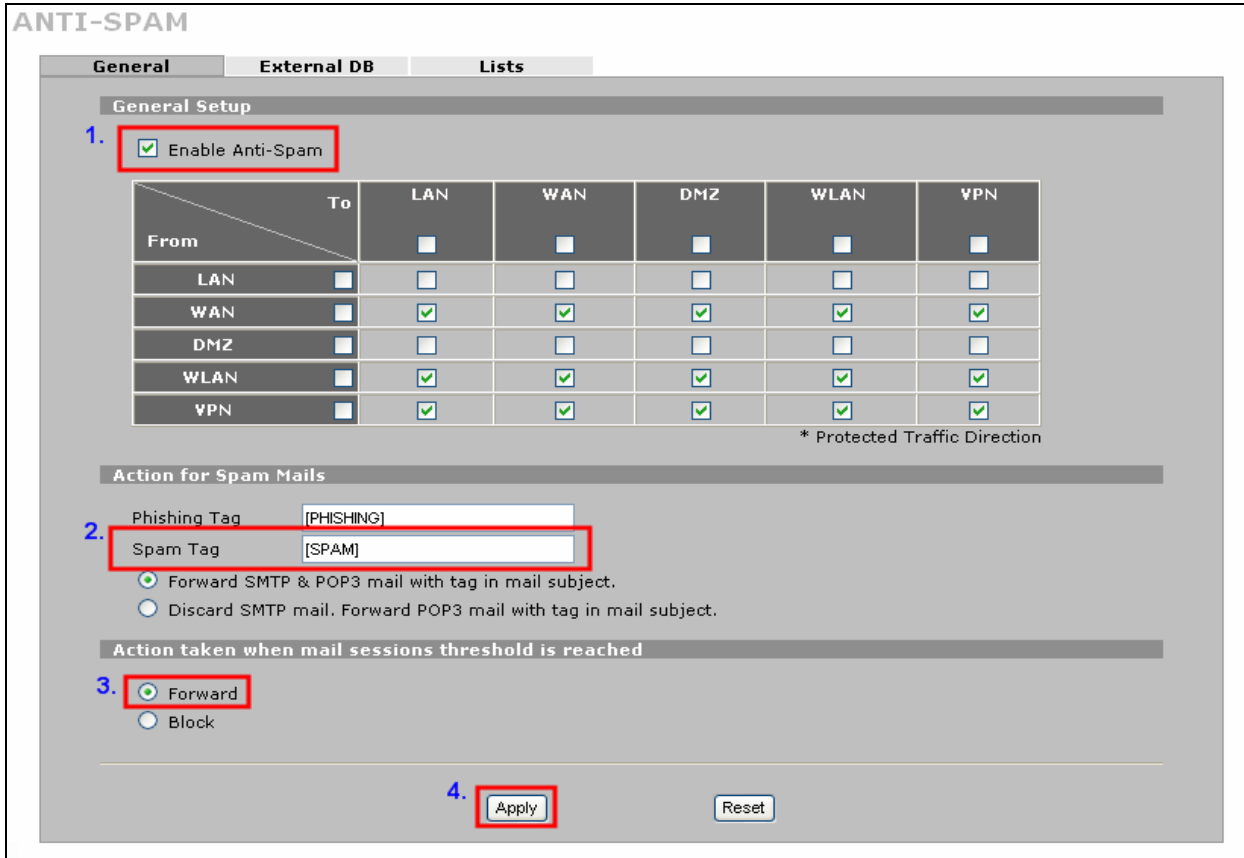 ANTI-SPAM
General External DB Lists
General Setup
1.
Enable Anti-Spam
To LAN WAN DMZ WLAN VPN
From
LAN
WAN
DMZ
WLAN
VPN
* Protected Traffic Direction
Action for Spam Mails
Phishing Tag [PHISHING]
2.
Spam Tag [SPAM]
Forward SMTP & POP3 mail with tag in mail subject.
Discard SMTP mail. Forward POP3 mail with tag in mail subject.
Action taken when mail sessions threshold is reached
3. Forward
Block
4. Apply Reset